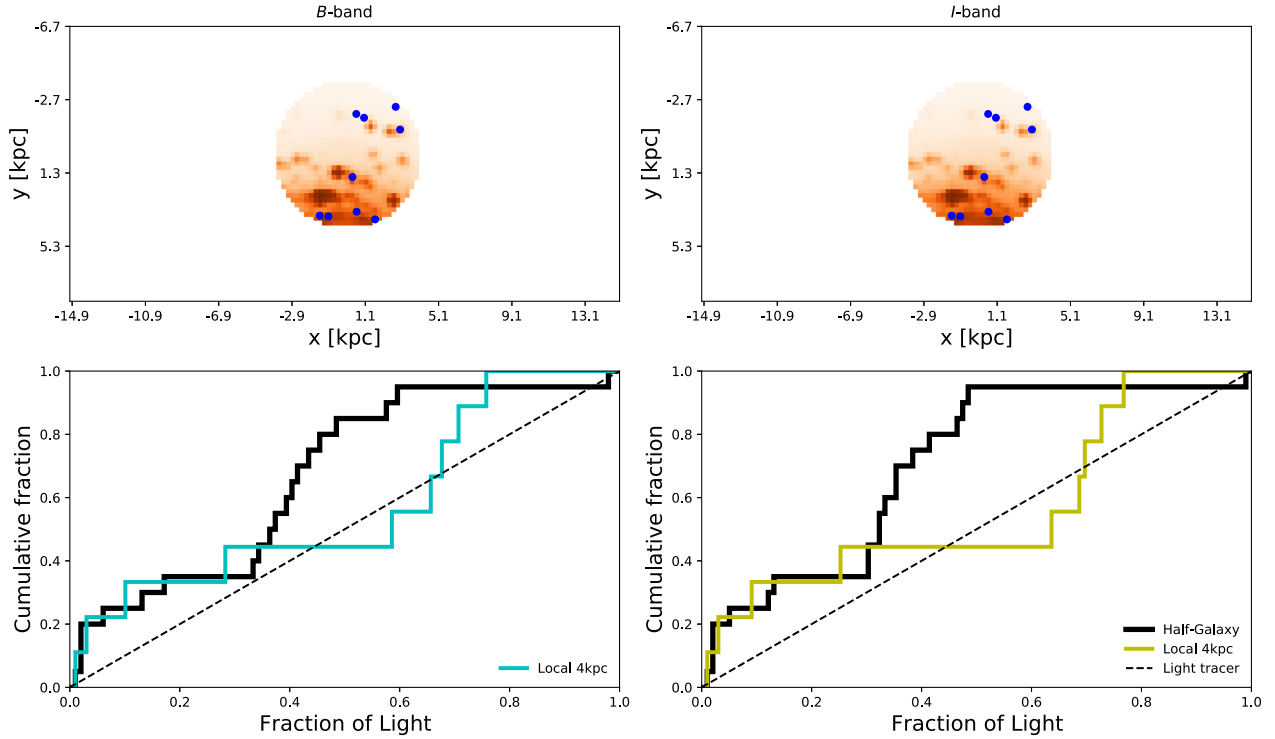 B-band
I-band
-6.7
-2.7
1.3
5.3
y [kpc]
-14.9 -10.9 -6.9 -2.9 1.1 5.1 9.1 13.1
x [kpc]
-6.7
-2.7
1.3
5.3
y [kpc]
-14.9 -10.9 -6.9 -2.9 1.1 5.1 9.1 13.1
x [kpc]
1.0
0.8
0.6
0.4
0.2
0.0
Cumulative fraction
Local 4kpc
0.0 0.2 0.4 0.6 0.8 1.0
Fraction of Light
1.0
0.8
0.6
0.4
0.2
0.0
Cumulative fraction
Half-Galaxy
Local 4kpc
Light tracer
0.0 0.2 0.4 0.6 0.8 1.0
Fraction of Light